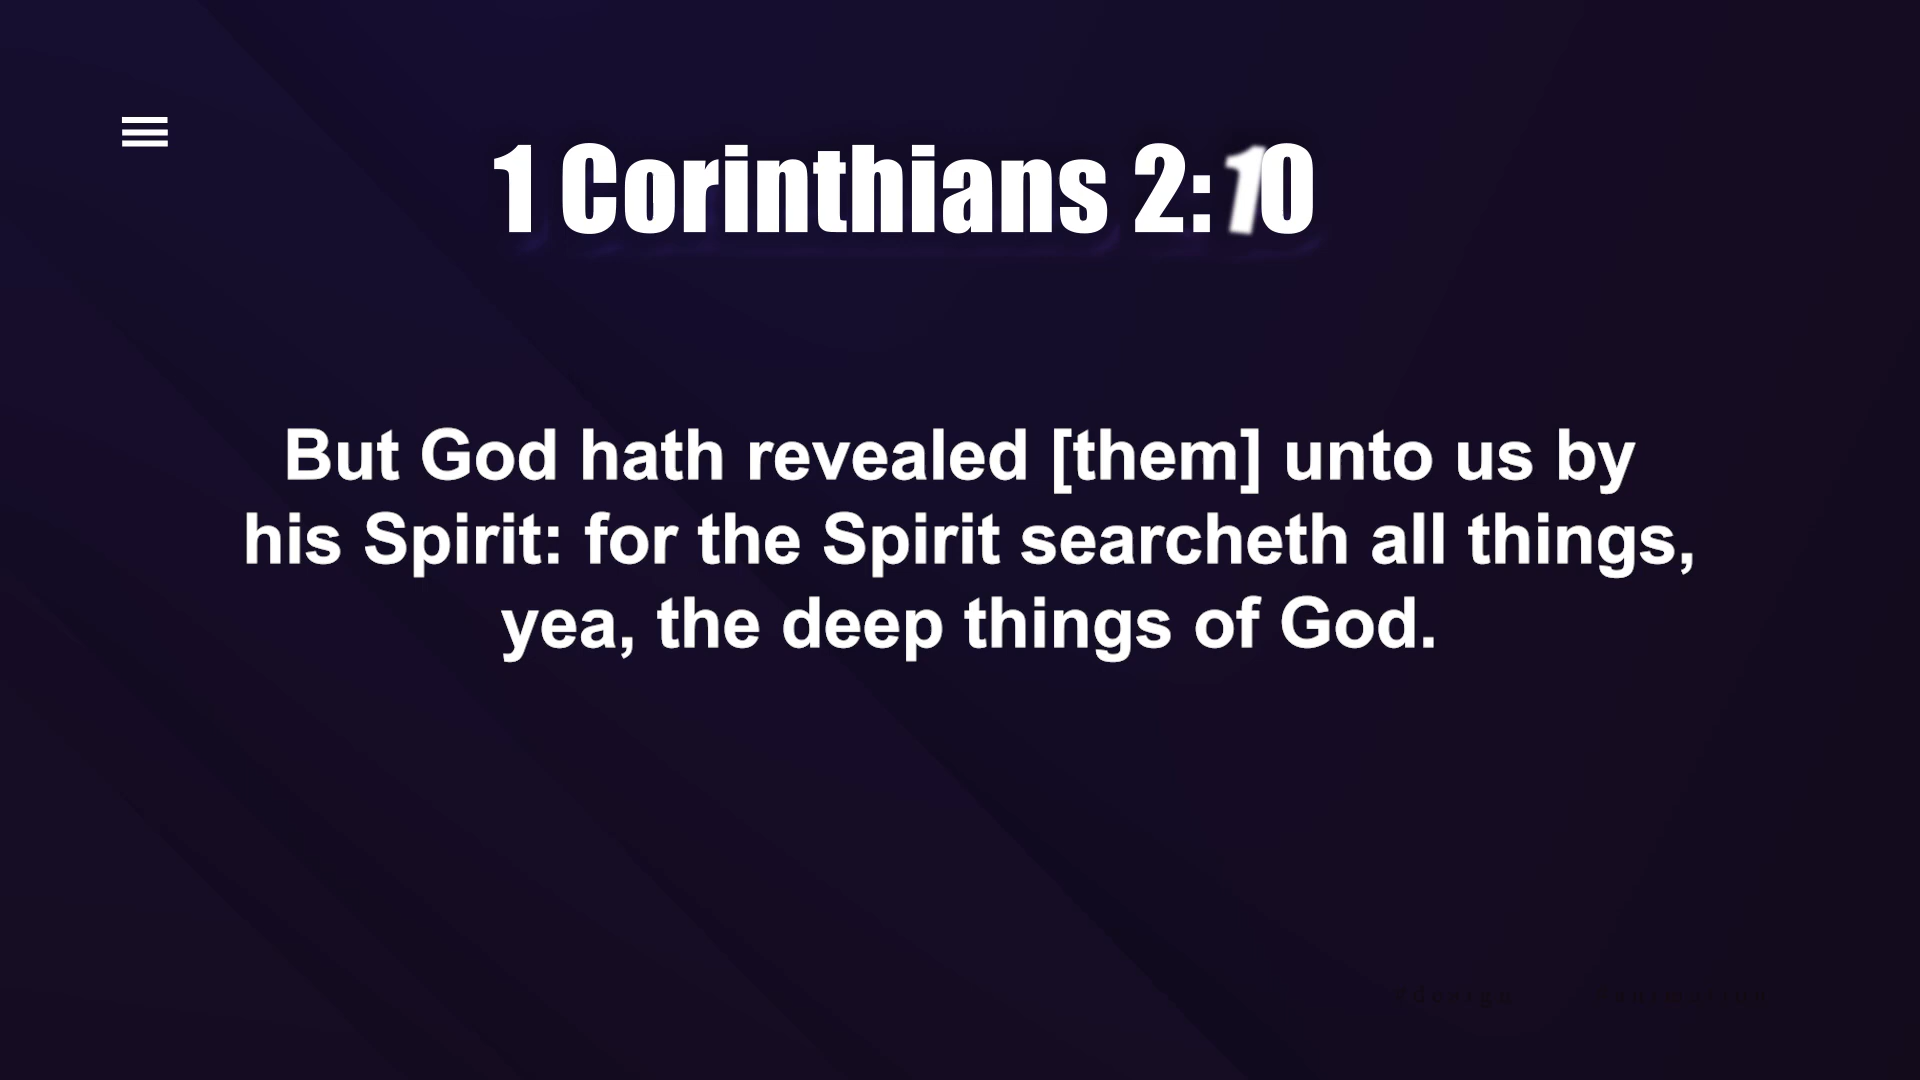 1 Corinthians 2:10
But God hath revealed [them] unto us by
his Spirit: for the Spirit searcheth all things,
yea, the deep things of God.